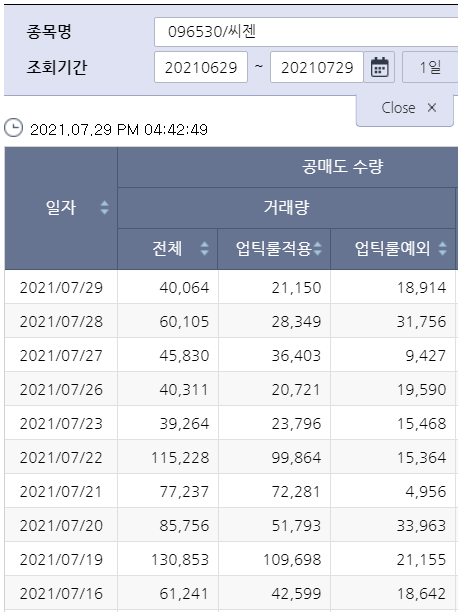 종목명 096530/씨젠
조회기간 20210629 ~ 20210729 1일
Close ×
2021.07.29 PM 04:42:49
일자 공매도 수량
거래량
전체 업틱룰적용 업틱룰예외
2021/07/29 40,064 21,150 18,914
2021/07/28 60,105 28,349 31,756
2021/07/27 45,830 36,403 9,427
2021/07/26 40,311 20,721 19,590
2021/07/23 39,264 23,796 15,468
2021/07/22 115,228 99,864 15,364
2021/07/21 77,237 72,281 4,956
2021/07/20 85,756 51,793 33,963
2021/07/19 130,853 109,698 21,155
2021/07/16 61,241 42,599 18,642